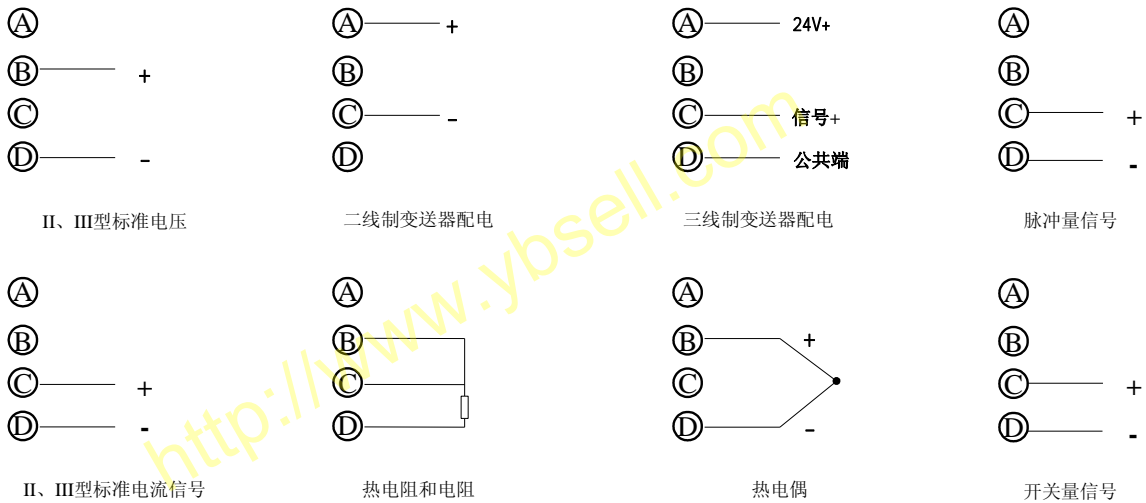 A
B +
C
D -
II、III型标准电压
A +
B
C -
D
二线制变送器配电
A 24V+
B
C 信号+
D 公共端
三线制变送器配电
A
B
C +
D -
脉冲量信号
A
B
C +
D -
II、III型标准电流信号
A
B
C
D
热电阻和电阻
A
B +
C
D -
热电偶
A
B
C +
D -
开关量信号
http://www.ybsell.com